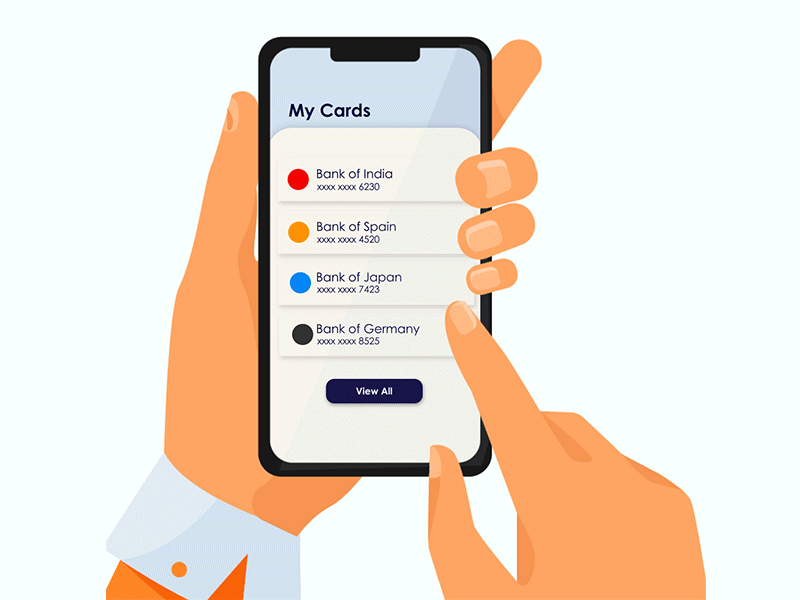 My Cards
Bank of India
xxxx xxxx 6230
Bank of Spain
xxxx xxxx 4520
Bank of Japan
xxxx xxxx 7423
Bank of Germany
xxxx xxxx 8525
View All